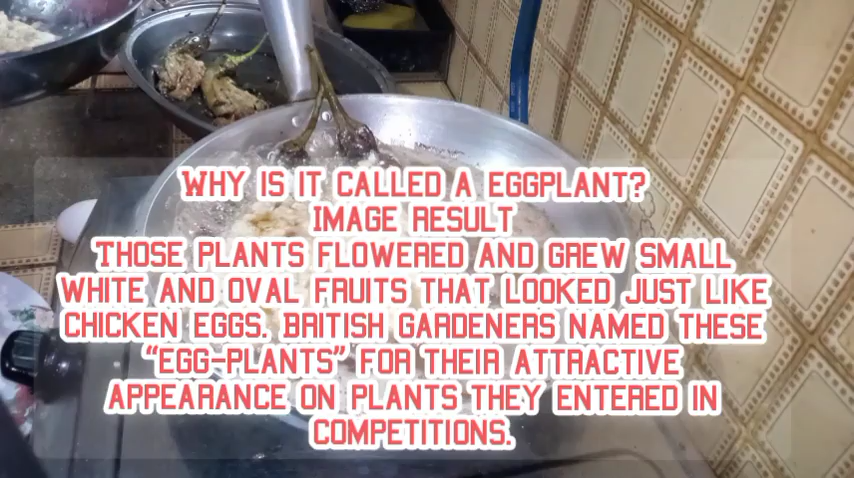 WHY IS IT CALLED A EGGPLANT?
IMAGE RESULT
THOSE PLANTS FLOWERED AND GREW SMALL
WHITE AND OVAL FRUITS THAT LOOKED JUST LIKE
CHICKEN EGGS. BRITISH GARDENERS NAMED THESE
“EGG-PLANTS” FOR THEIR ATTRACTIVE
APPEARANCE ON PLANTS THEY ENTERED IN
COMPETITIONS.